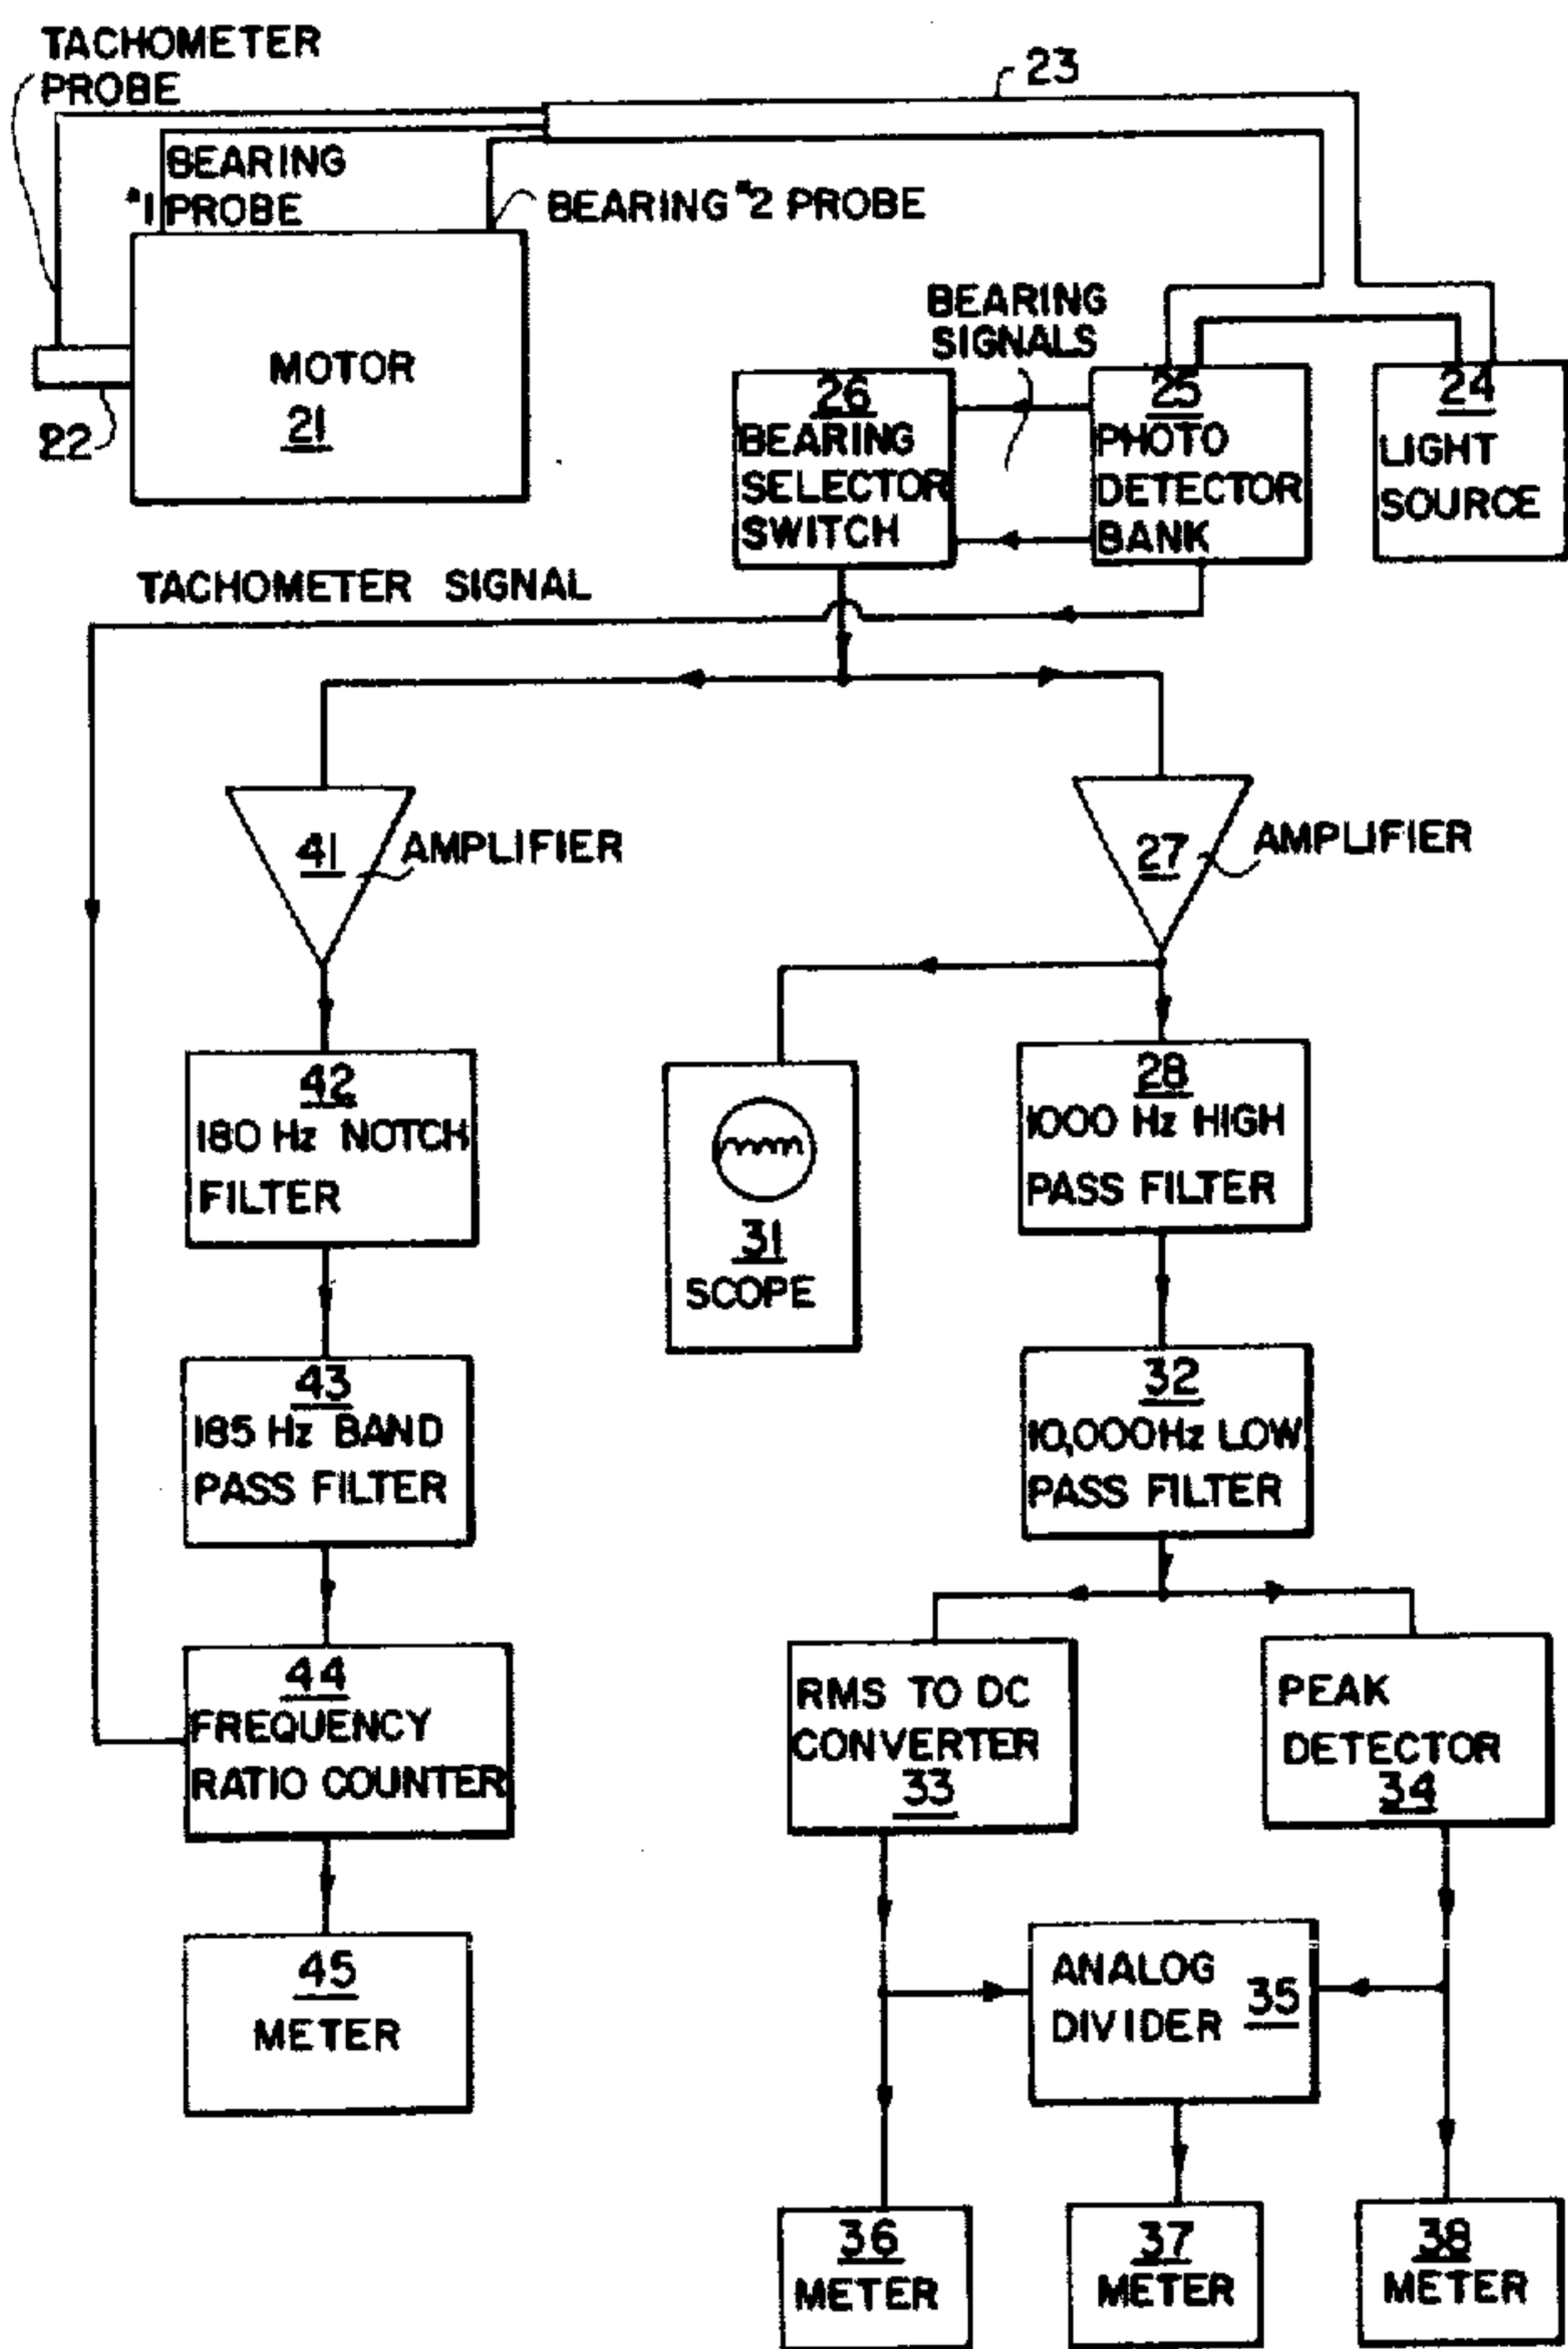 TACHOMETER
PROBE
23
BEARING
#1 PROBE
BEARING #2 PROBE
MOTOR
21
22
BEARING
SIGNALS
26
BEARING
SELECTOR
SWITCH
25
PHOTO
DETECTOR
BANK
24
LIGHT
SOURCE
TACHOMETER SIGNAL
41
AMPLIFIER
27
AMPLIFIER
42
180 Hz NOTCH
FILTER
31
SCOPE
28
1000 Hz HIGH
PASS FILTER
43
185 Hz BAND
PASS FILTER
32
10,000Hz LOW
PASS FILTER
44
FREQUENCY
RATIO COUNTER
RMS TO DC
CONVERTER
33
PEAK
DETECTOR
34
45
METER
ANALOG
DIVIDER 35
36
METER
37
METER
38
METER